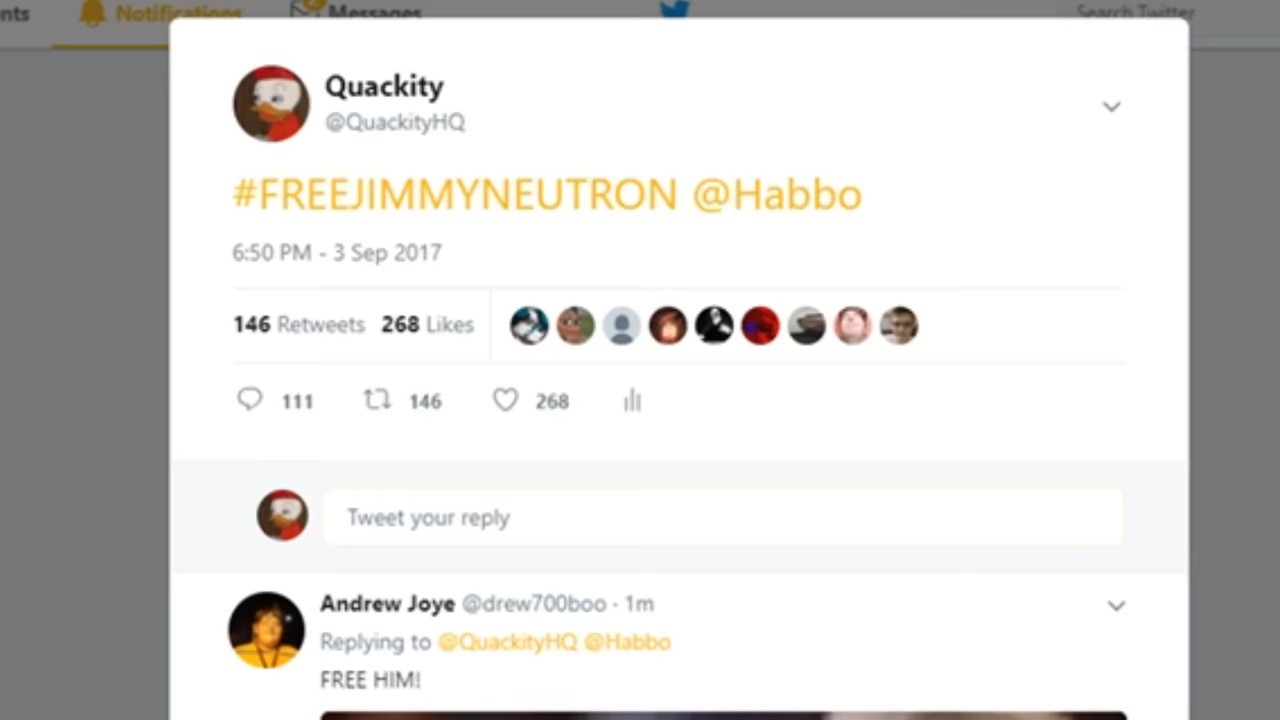 nts Notifications Messages Search Twitter
Quackity
@QuackityHQ
#FREEJIMMYNEUTRON @Habbo
6:50 PM - 3 Sep 2017
146 Retweets 268 Likes
111 146 268
Tweet your reply
Andrew Joye @drew700boo · 1m
Replying to @QuackityHQ @Habbo
FREE HIM!